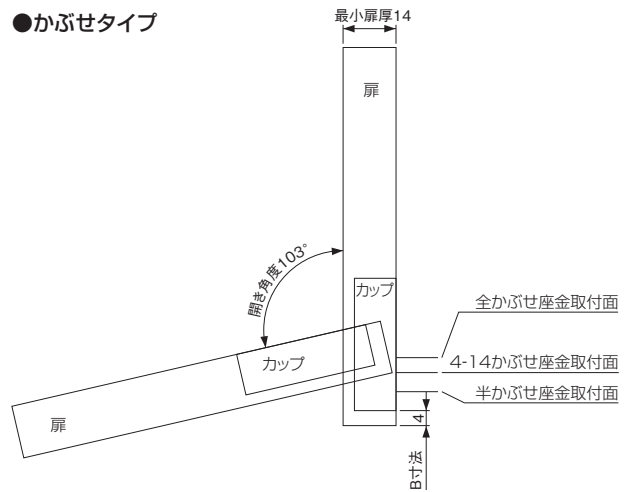 ●かぶせタイプ
最小扉厚14
扉
開き角度103°
カップ
カップ
全かぶせ座金取付面
4-14かぶせ座金取付面
半かぶせ座金取付面
扉
4
B寸法